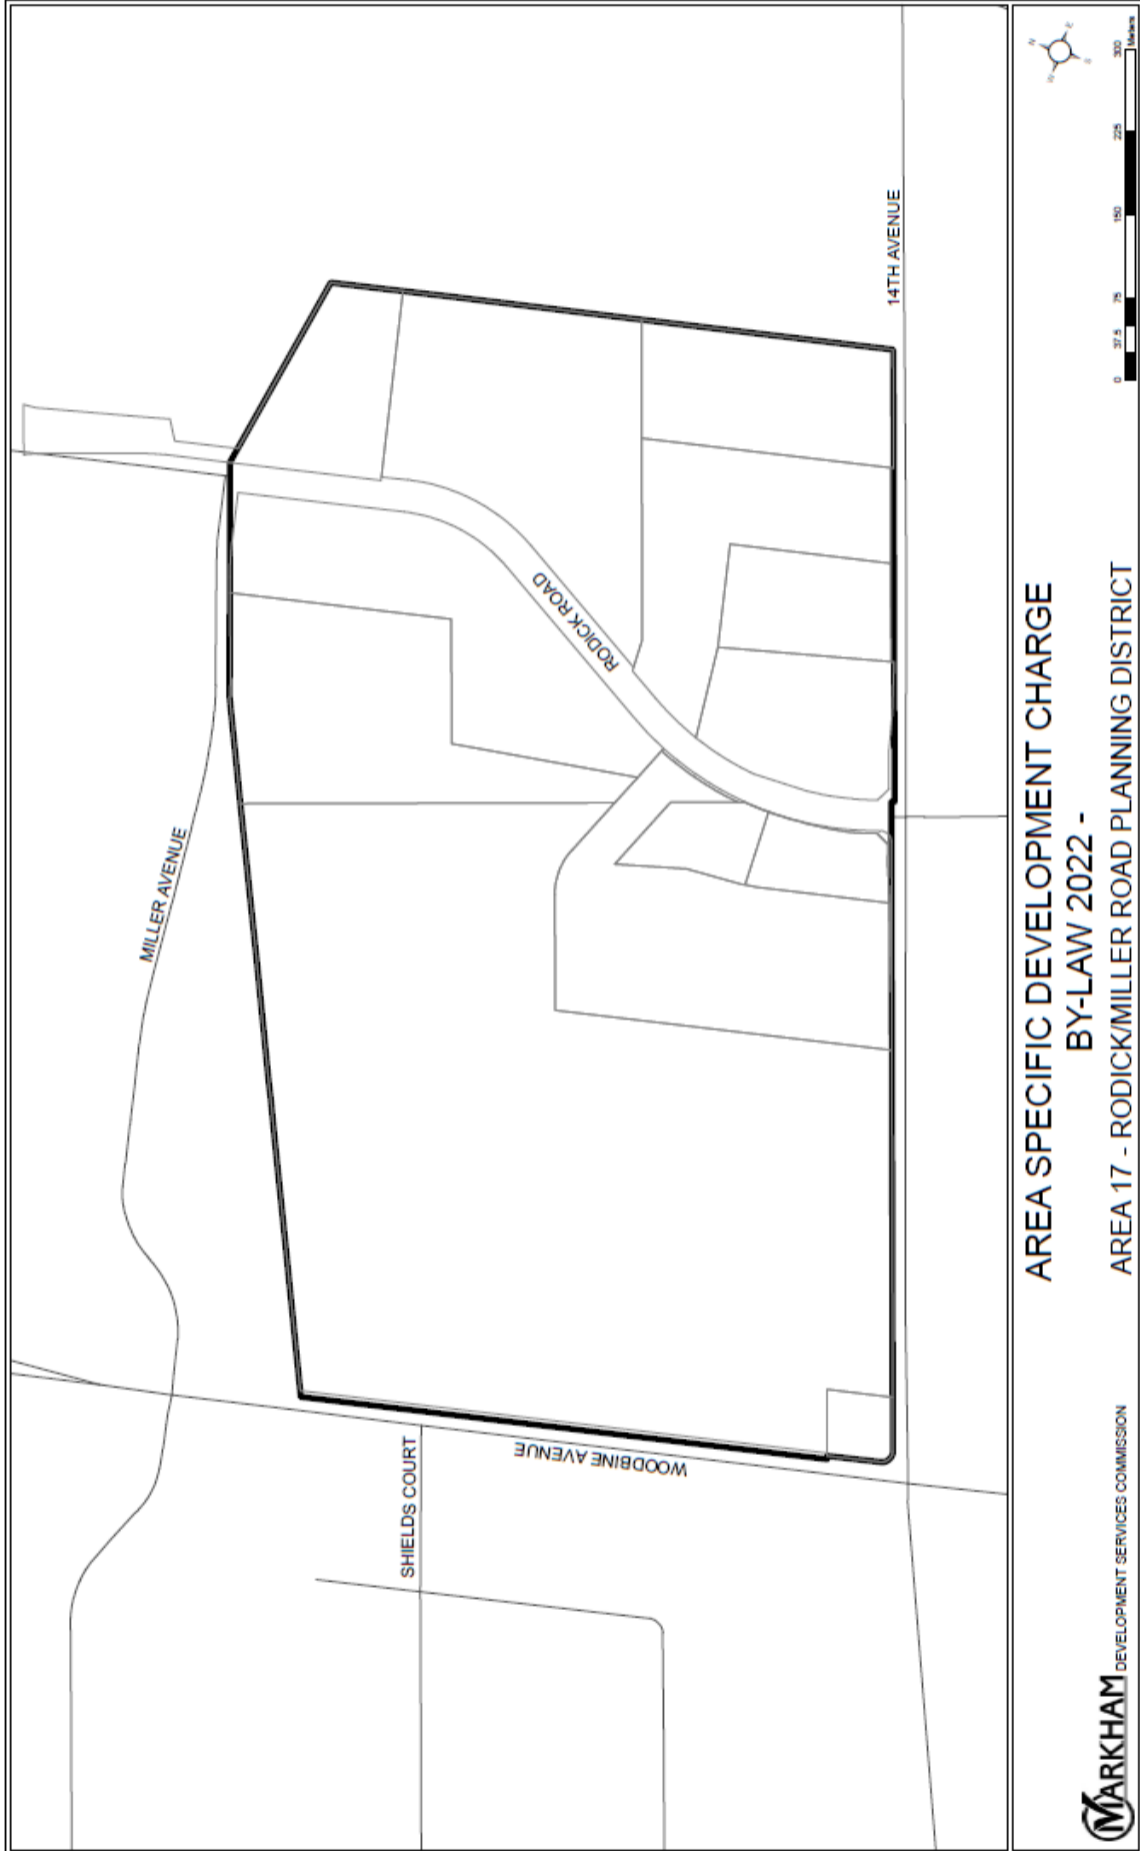 MILLER AVENUE
SHIELDS COURT
WOODBINE AVENUE
RODICK ROAD
14TH AVENUE
MARKHAM DEVELOPMENT SERVICES COMMISSION
AREA SPECIFIC DEVELOPMENT CHARGE
BY-LAW 2022 -
AREA 17 - RODICK/MILLER ROAD PLANNING DISTRICT
N
E
S
W
0 37.5 75 150 225 300
Meters